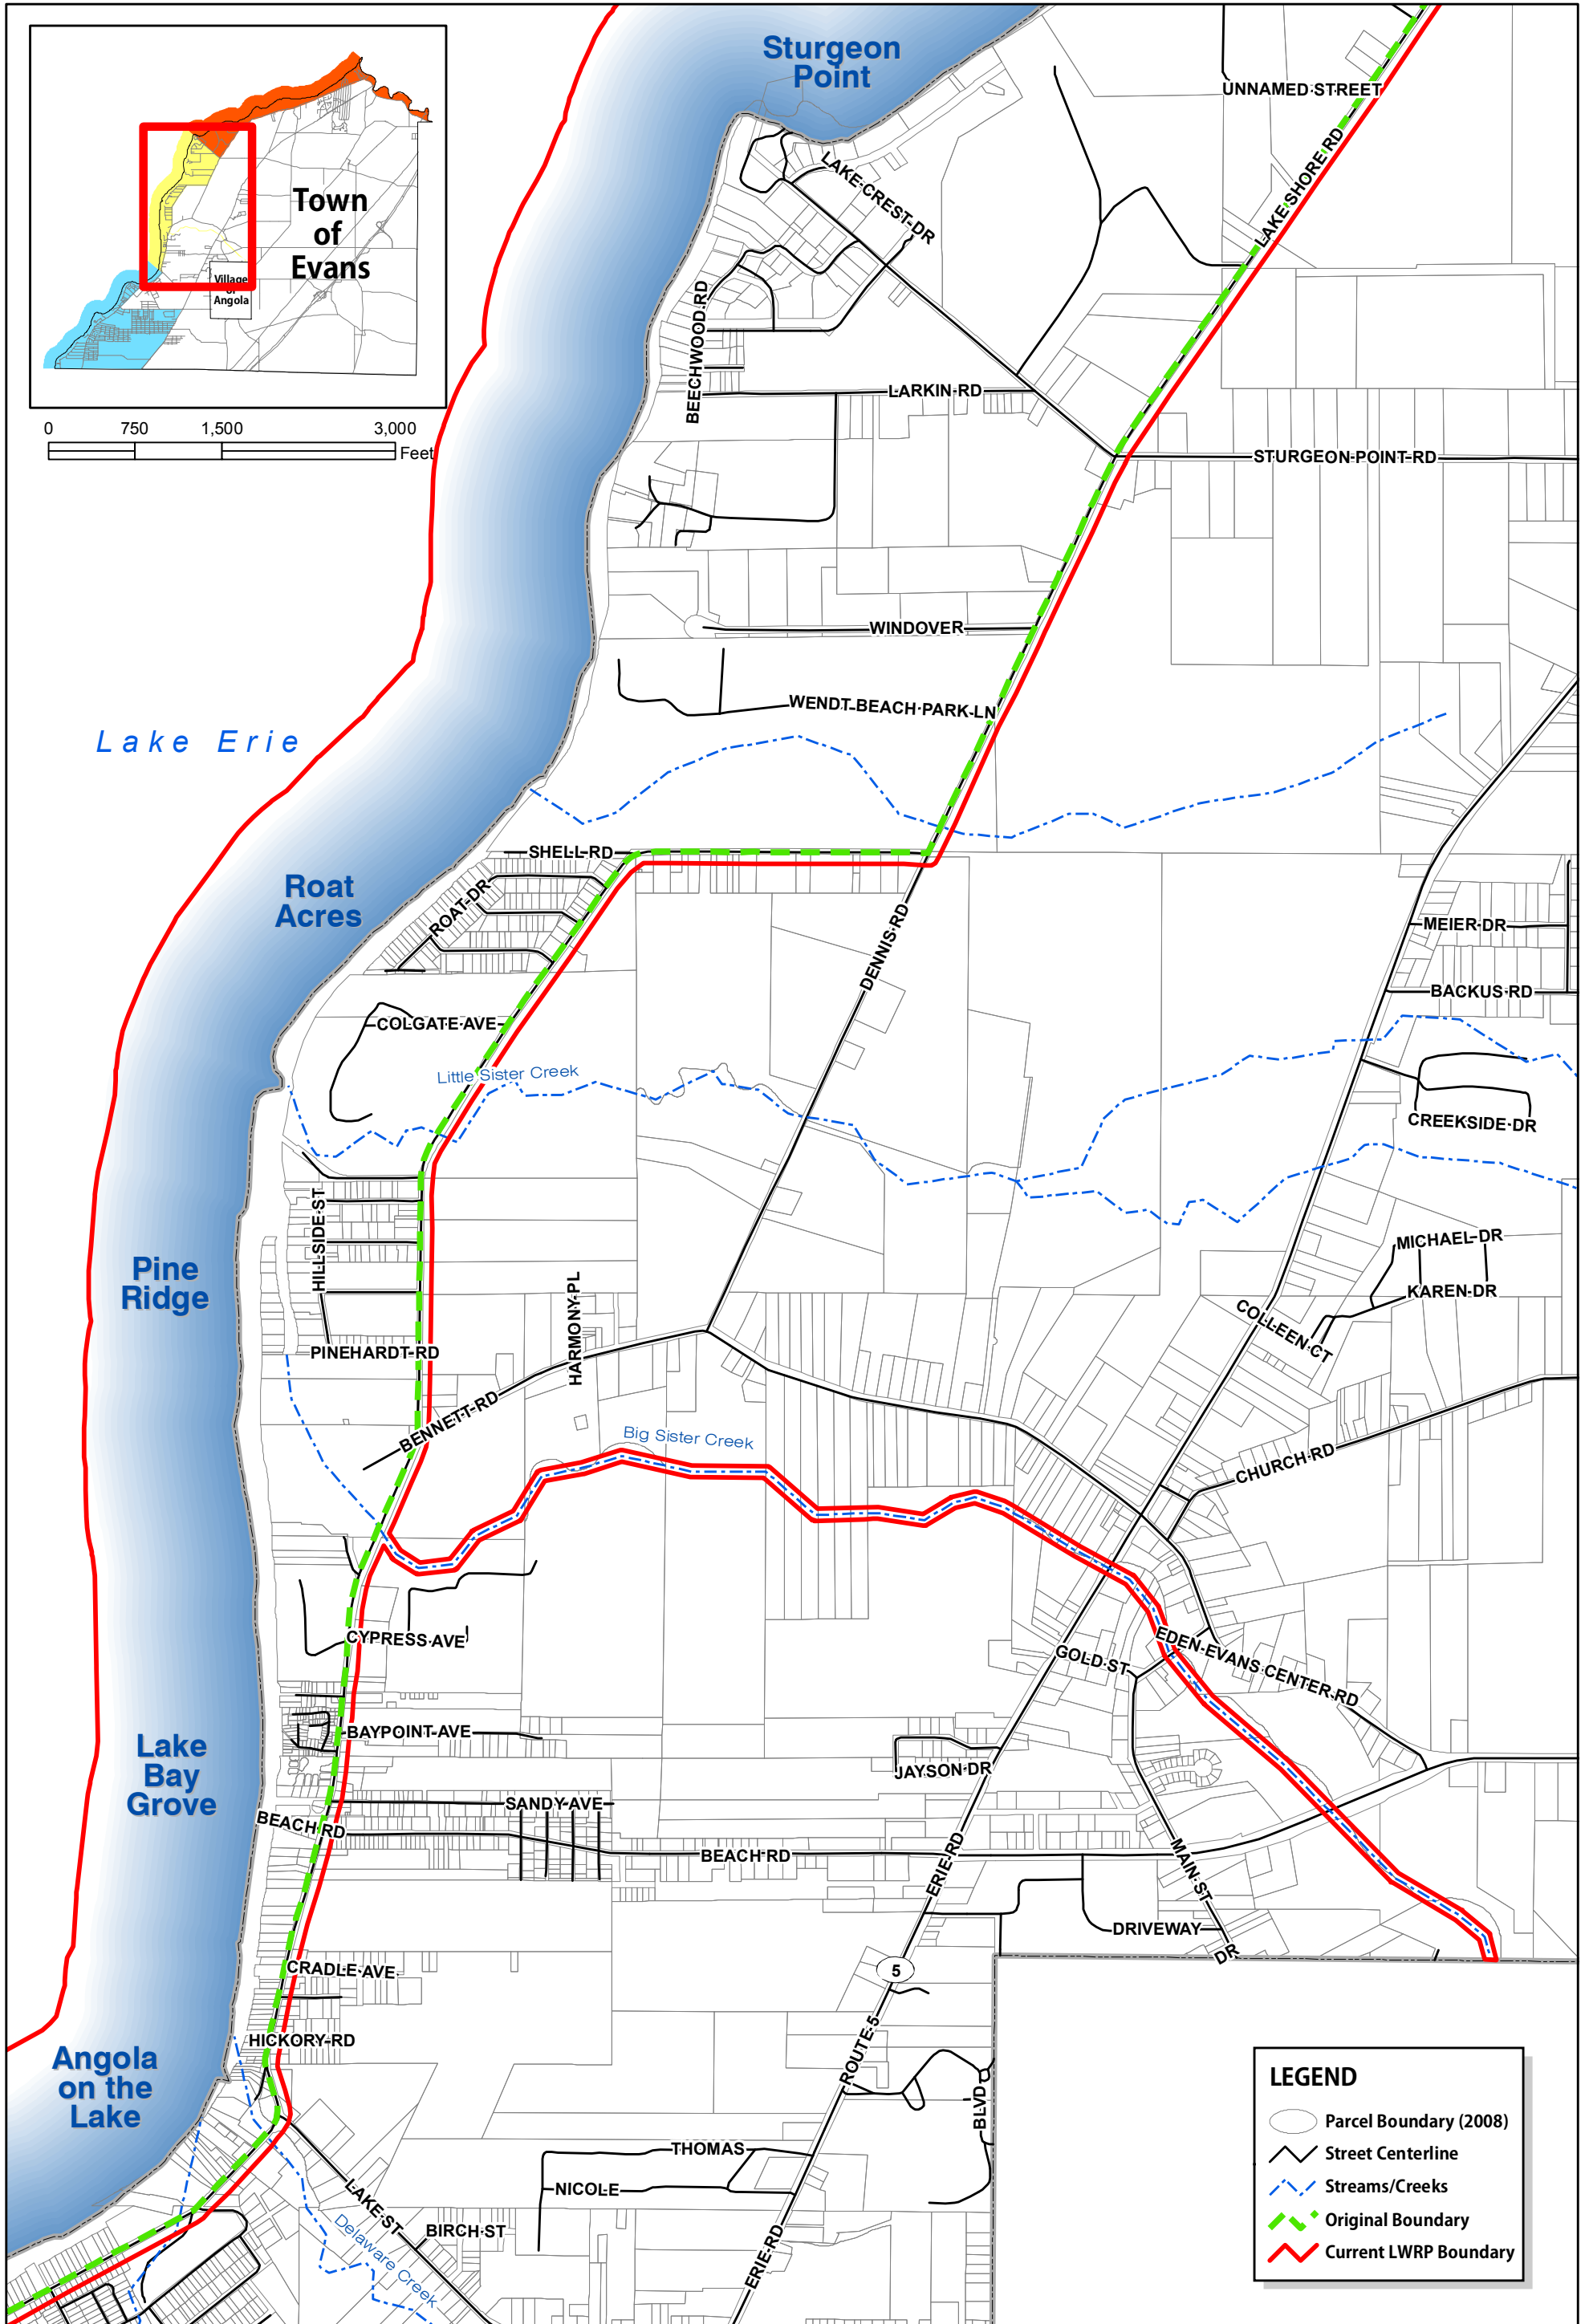 Sturgeon
Point
UNNAMED STREET
LAKE SHORE RD
LAKE CREST DR
Town
of
Evans
Village
of
Angola
BEECHWOOD RD
LARKIN RD
0 750 1,500 3,000
Feet
STURGEON POINT RD
WINDOVER
WENDT BEACH PARK LN
Lake Erie
SHELL RD
Roat
Acres
ROAT DR
DENNIS RD
MEIER DR
BACKUS RD
COLGATE AVE
Little Sister Creek
CREEKSIDE DR
HILLSIDE ST
MICHAEL DR
Pine
Ridge
KAREN DR
HARMONY PL
COLLEEN CT
PINEHARDT RD
BENNETT RD
Big Sister Creek
CHURCH RD
CYPRESS AVE
GOLD ST
EDEN EVANS CENTER RD
BAYPOINT AVE
Lake
Bay
Grove
JAYSON DR
SANDY AVE
BEACH RD
BEACH RD
ERIE RD
MAIN ST
DRIVEWAY
DR
5
CRADLE AVE
HICKORY RD
Angola
on the
Lake
ROUTE 5
BLVD
THOMAS
NICOLE
LAKE ST
BIRCH ST
Delaware Creek
ERIE RD
LEGEND
Parcel Boundary (2008)
Street Centerline
Streams/Creeks
Original Boundary
Current LWRP Boundary